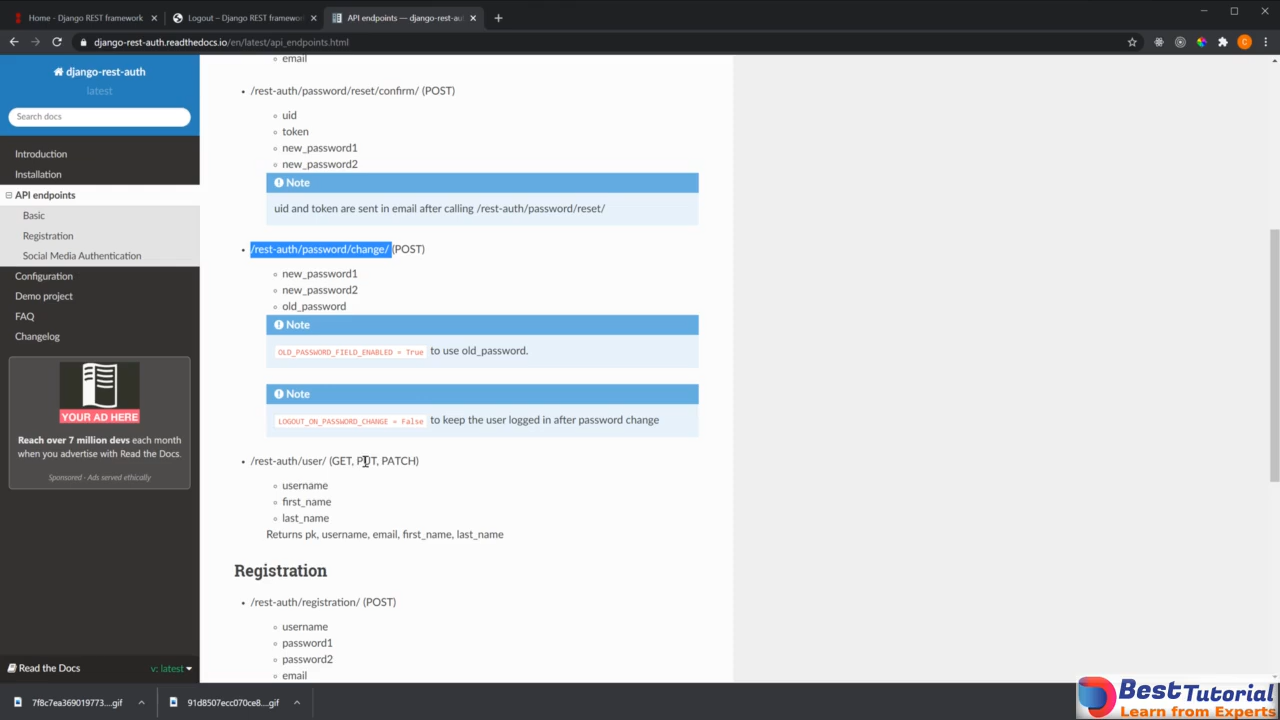 Home - Django REST framework
Logout – Django REST framewor
API endpoints — django-rest-au
django-rest-auth.readthedocs.io/en/latest/api_endpoints.html
C
django-rest-auth
latest
Search docs
Introduction
Installation
API endpoints
Basic
Registration
Social Media Authentication
Configuration
Demo project
FAQ
Changelog
YOUR AD HERE
Reach over 7 million devs each month
when you advertise with Read the Docs.
Sponsored · Ads served ethically
Read the Docs
v: latest
email
/rest-auth/password/reset/confirm/ (POST)
uid
token
new_password1
new_password2
Note
uid and token are sent in email after calling /rest-auth/password/reset/
/rest-auth/password/change/ (POST)
new_password1
new_password2
old_password
Note
OLD_PASSWORD_FIELD_ENABLED = True to use old_password.
Note
LOGOUT_ON_PASSWORD_CHANGE = False to keep the user logged in after password change
/rest-auth/user/ (GET, PUT, PATCH)
username
first_name
last_name
Returns pk, username, email, first_name, last_name
Registration
/rest-auth/registration/ (POST)
username
password1
password2
email
7f8c7ea369019773....gif
91d8507ecc070ce8....gif
BestTutorial
Learn from Experts